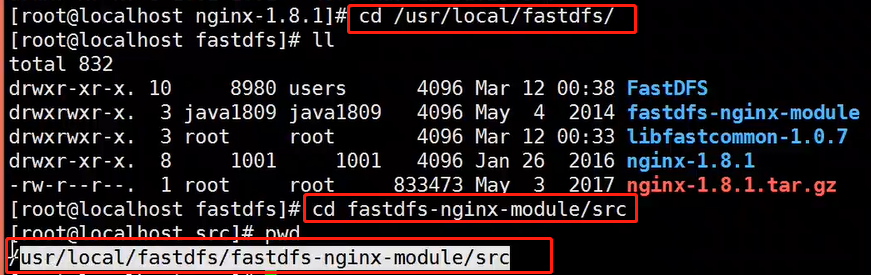 [root@localhost nginx-1.8.1]# cd /usr/local/fastdfs/
[root@localhost fastdfs]# ll
total 832
drwxr-xr-x. 10 8980 users 4096 Mar 12 00:38 FastDFS
drwxrwxr-x. 3 java1809 java1809 4096 May 4 2014 fastdfs-nginx-module
drwxrwxr-x. 3 root root 4096 Mar 12 00:33 libfastcommon-1.0.7
drwxr-xr-x. 8 1001 1001 4096 Jan 26 2016 nginx-1.8.1
-rw-r--r--. 1 root root 833473 May 3 2017 nginx-1.8.1.tar.gz
[root@localhost fastdfs]# cd fastdfs-nginx-module/src
[root@localhost src]# pwd
/usr/local/fastdfs/fastdfs-nginx-module/src